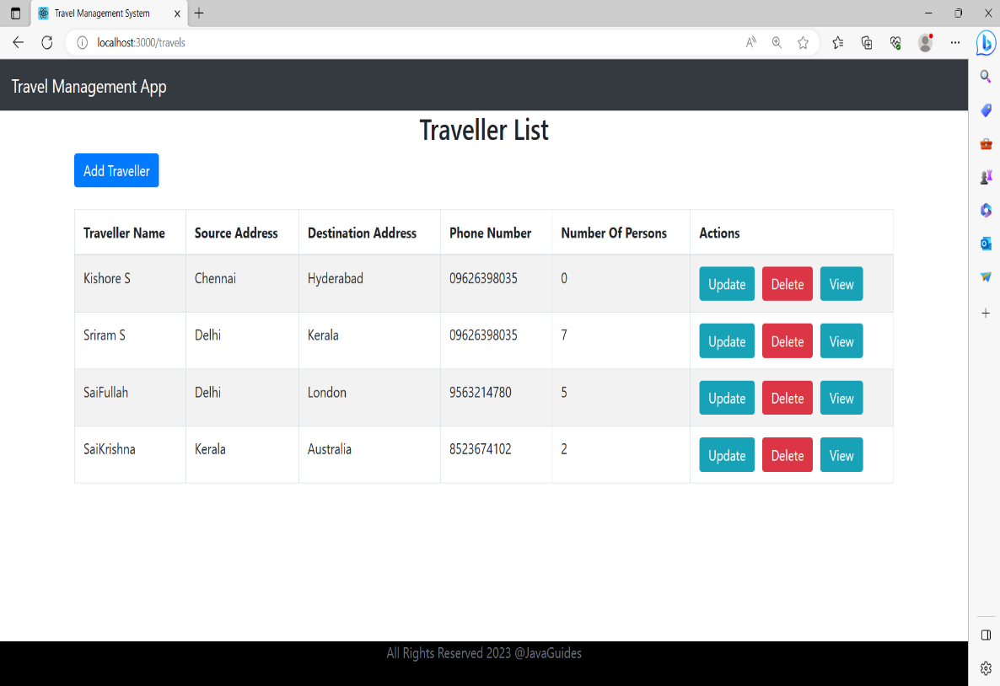 Travel Management System
localhost:3000/travels
Travel Management App
Traveller List
Add Traveller
Traveller Name Source Address Destination Address Phone Number Number Of Persons Actions
Kishore S Chennai Hyderabad 09626398035 0 Update Delete View
Sriram S Delhi Kerala 09626398035 7 Update Delete View
SaiFullah Delhi London 9563214780 5 Update Delete View
SaiKrishna Kerala Australia 8523674102 2 Update Delete View
All Rights Reserved 2023 @JavaGuides